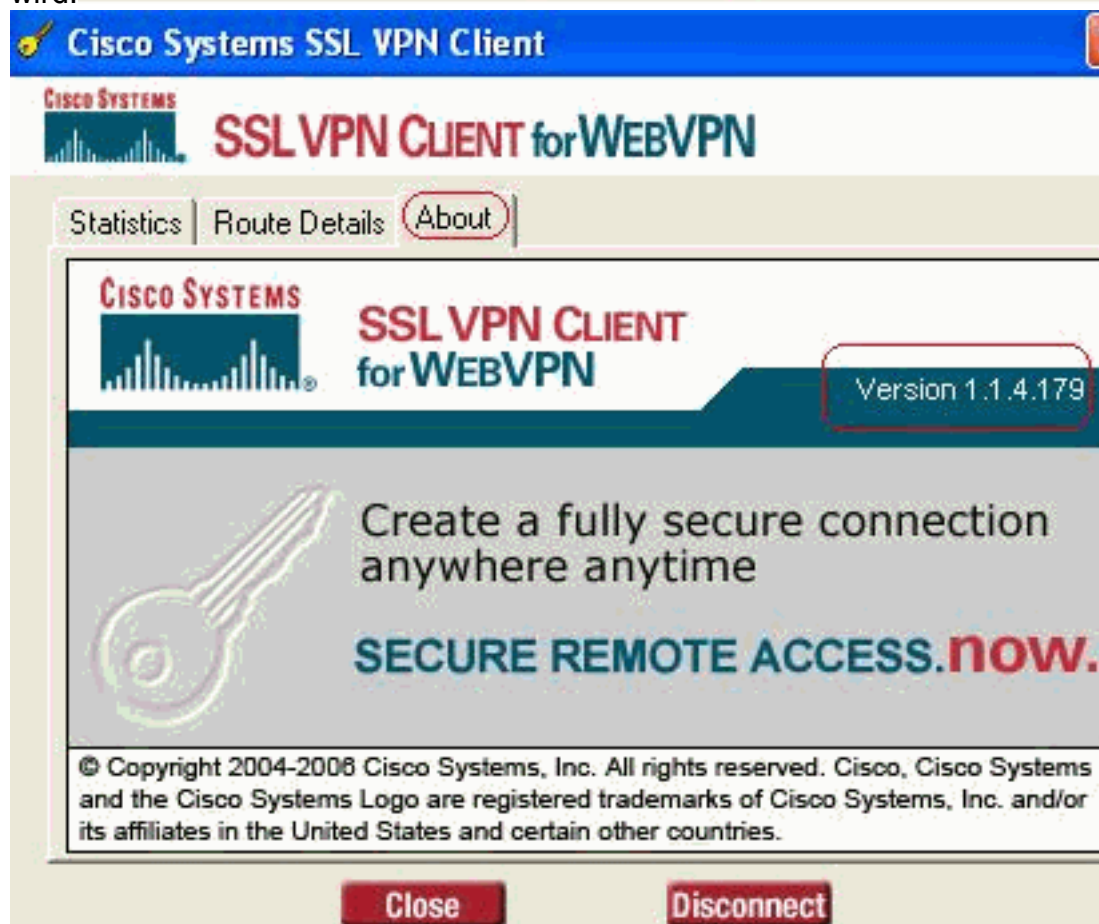 wird.
Cisco Systems SSL VPN Client
CISCO SYSTEMS
SSL VPN CLIENT for WEBVPN
Statistics Route Details About
CISCO SYSTEMS
SSL VPN CLIENT
for WEBVPN
Version 1.1.4.179
Create a fully secure connection
anywhere anytime
SECURE REMOTE ACCESS.now.
© Copyright 2004-2006 Cisco Systems, Inc. All rights reserved. Cisco, Cisco Systems
and the Cisco Systems Logo are registered trademarks of Cisco Systems, Inc. and/or
its affiliates in the United States and certain other countries.
Close Disconnect